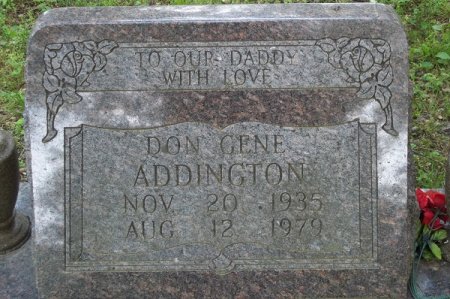 TO OUR DADDY
WITH LOVE
DON GENE
ADDINGTON
NOV 20 1935
AUG 12 1979